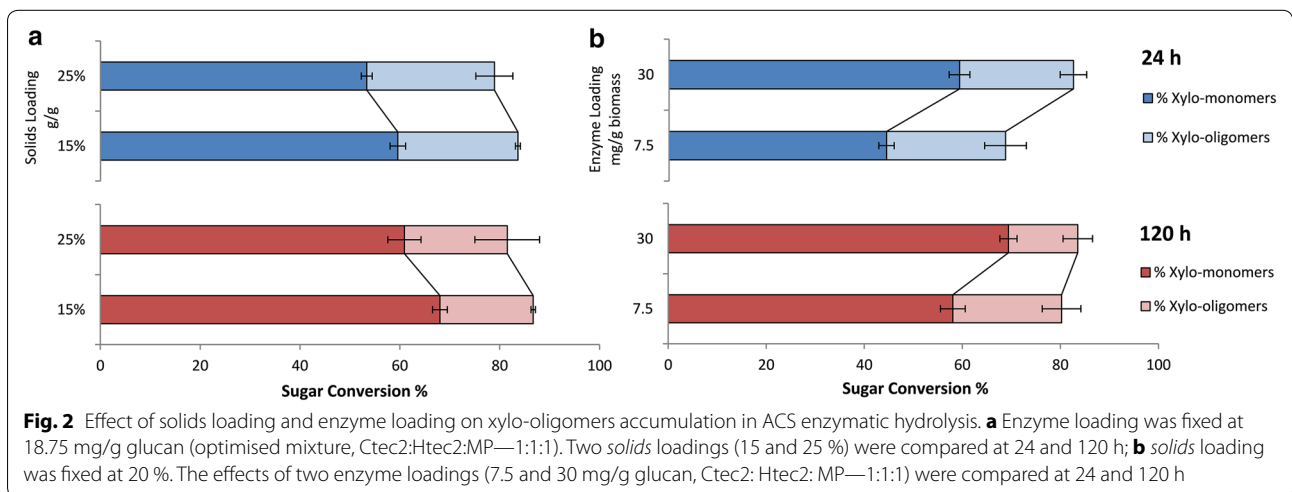 a
25%
15%
Solids Loading
g/g
25%
15%
0 20 40 60 80 100
Sugar Conversion %
b
30
7.5
Enzyme Loading
mg/g biomass
30
7.5
0 20 40 60 80 100
Sugar Conversion %
24 h
% Xylo-monomers
% Xylo-oligomers
120 h
% Xylo-monomers
% Xylo-oligomers
Fig. 2 Effect of solids loading and enzyme loading on xylo-oligomers accumulation in ACS enzymatic hydrolysis. a Enzyme loading was fixed at
18.75 mg/g glucan (optimised mixture, Ctec2:Htec2:MP—1:1:1). Two solids loadings (15 and 25 %) were compared at 24 and 120 h; b solids loading
was fixed at 20 %. The effects of two enzyme loadings (7.5 and 30 mg/g glucan, Ctec2: Htec2: MP—1:1:1) were compared at 24 and 120 h